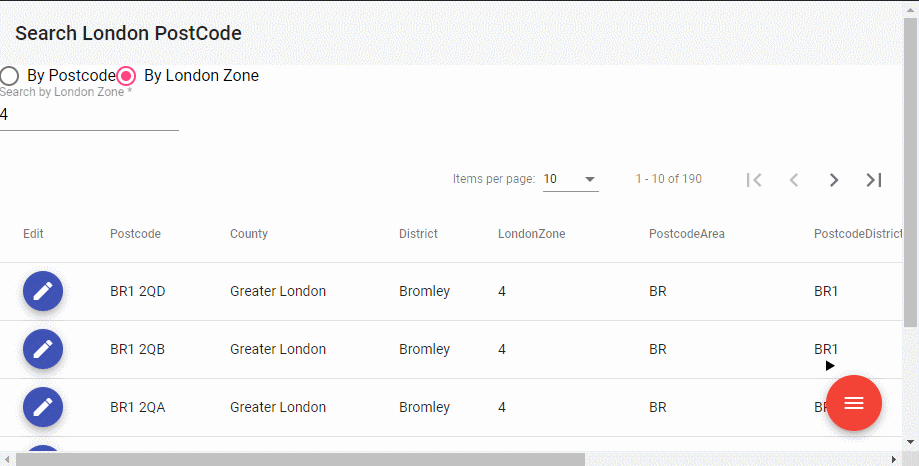 Search London PostCode
By Postcode By London Zone
Search by London Zone *
4
Items per page: 10 1 - 10 of 190
Edit Postcode County District LondonZone PostcodeArea PostcodeDistrict
BR1 2QD Greater London Bromley 4 BR BR1
BR1 2QB Greater London Bromley 4 BR BR1
BR1 2QA Greater London Bromley 4 BR